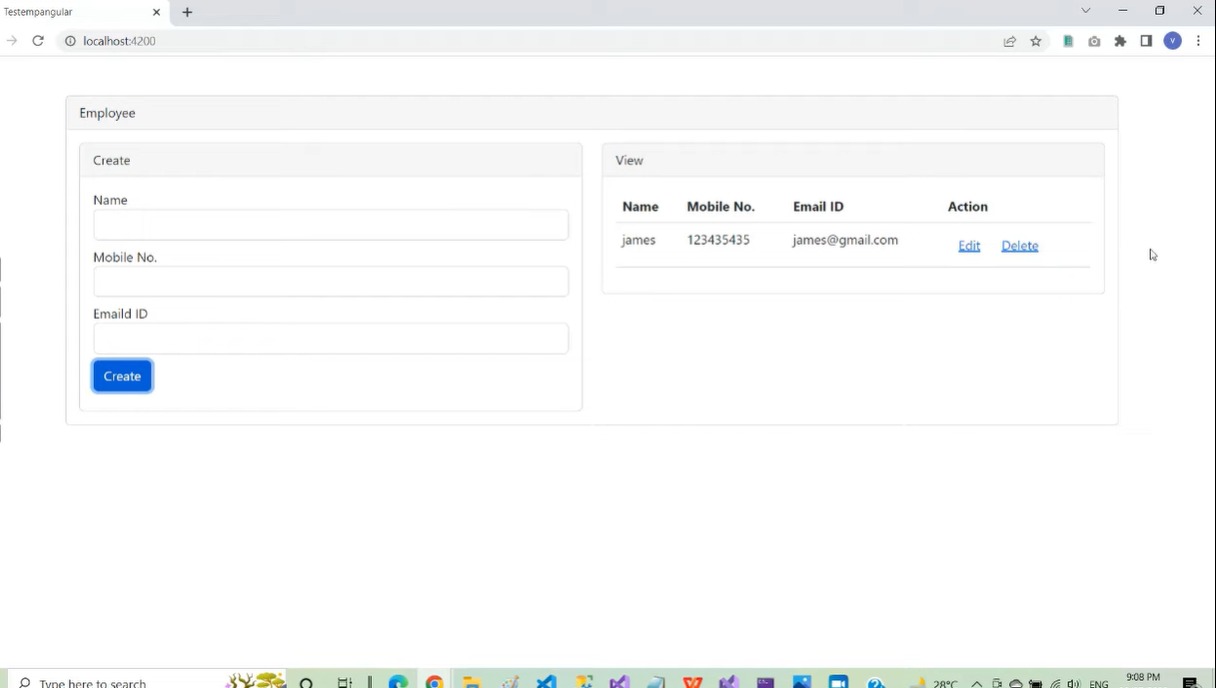 Testempangular
localhost:4200
V
Employee
Create
Name
Mobile No.
Emaild ID
Create
View
Name Mobile No. Email ID Action
james 123435435 james@gmail.com Edit Delete
Type here to search
28°C ENG 9:08 PM